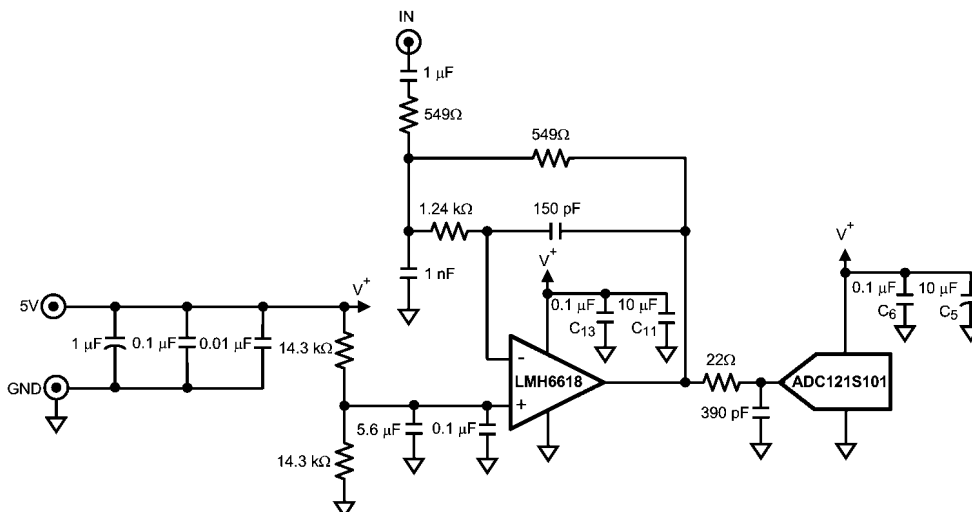 IN
1 μF
549Ω
549Ω
1.24 kΩ
150 pF
1 nF
V+
V+
V+
5V
GND
1 μF
0.1 μF
0.01 μF
14.3 kΩ
14.3 kΩ
5.6 μF
0.1 μF
0.1 μF
C13
10 μF
C11
-
+
LMH6618
22Ω
390 pF
ADC121S101
0.1 μF
C6
10 μF
C5